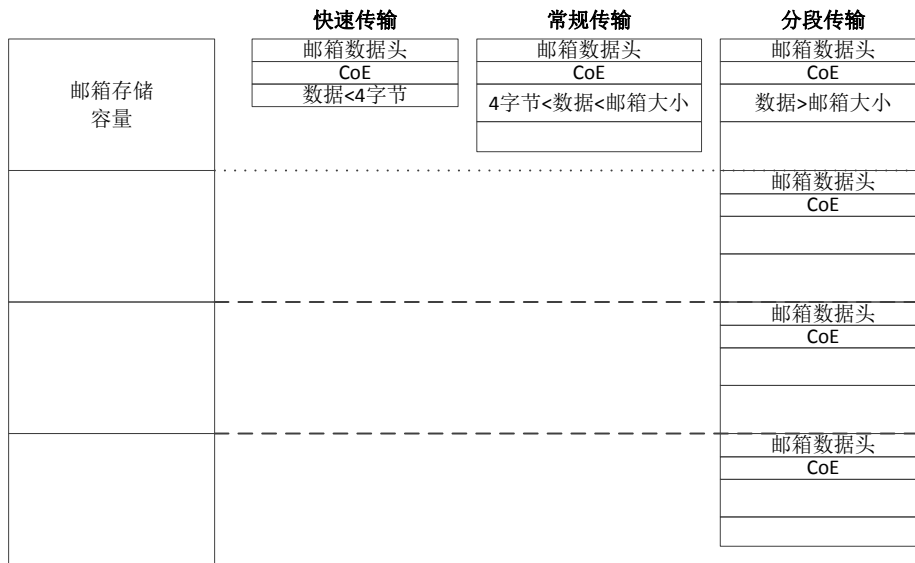 快速传输
常规传输
分段传输
邮箱存储
容量
邮箱数据头
CoE
数据<4字节
邮箱数据头
CoE
4字节<数据<邮箱大小
邮箱数据头
CoE
数据>邮箱大小
邮箱数据头
CoE
邮箱数据头
CoE
邮箱数据头
CoE